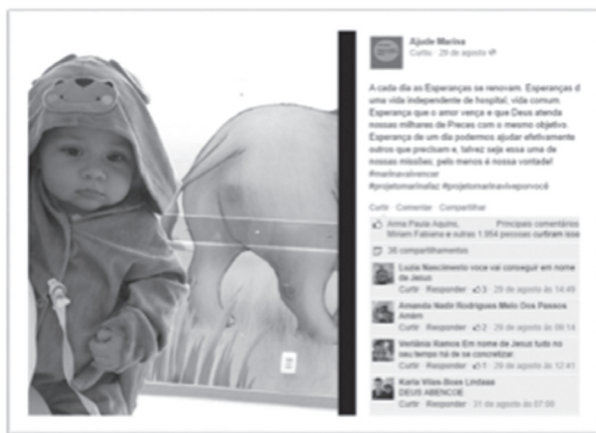 Ajude Marina
Curtiu · 29 de agosto
A cada dia as Esperanças se renovam. Esperanças d
uma vida independente de hospital, vida comum.
Esperança que o amor vença e que Deus atenda
nossas milhares de Preces com o mesmo objetivo.
Esperança de um dia podermos ajudar efetivamente
outros que precisam e, talvez seja essa uma de
nossas missões, pelo menos é nossa vontade!
#marinavaivencer
#projetomarinafaz #projetomarinaviveporvocê
Curtir · Comentar · Compartilhar
Anna Paula Aquino, Principais comentários
Miriam Fabiana e outras 1.954 pessoas curtiram isso
36 compartilhamentos
Luzia Nascimento voce vai conseguir em nome
de Jesus
Curtir · Responder · 3 · 29 de agosto às 14:49
Amanda Nadir Rodrigues Melo Dos Passos
Amém
Curtir · Responder · 2 · 29 de agosto às 09:14
Ventânia Ramos Em nome de Jesus tudo no
seu tempo há de se concretizar.
Curtir · Responder · 1 · 29 de agosto às 12:41
Karla Vilas-Boas Lindaaa
DEUS ABENCOE
Curtir · Responder · 31 de agosto às 07:00